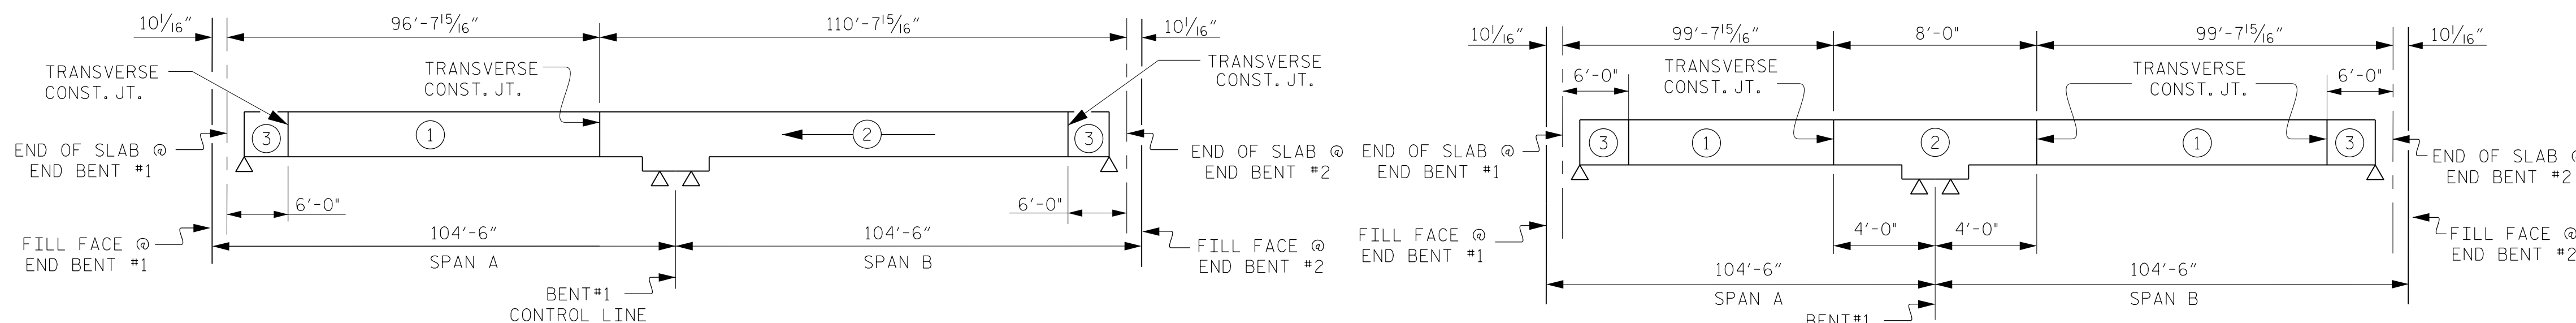 10 1/16"
96'-7 15/16"
110'-7 15/16"
10 1/16"
TRANSVERSE
CONST. JT.
TRANSVERSE
CONST. JT.
TRANSVERSE
CONST. JT.
3
1
2
3
END OF SLAB @
END BENT #1
END OF SLAB @
END BENT #2
6'-0"
6'-0"
FILL FACE @
END BENT #1
104'-6"
SPAN A
104'-6"
SPAN B
FILL FACE @
END BENT #2
BENT#1
CONTROL LINE
10 1/16"
99'-7 15/16"
8'-0"
99'-7 15/16"
10 1/16"
6'-0"
TRANSVERSE
CONST. JT.
TRANSVERSE
CONST. JT.
6'-0"
3
1
2
1
3
END OF SLAB @
END BENT #1
END OF SLAB @
END BENT #2
4'-0"
4'-0"
FILL FACE @
END BENT #1
FILL FACE @
END BENT #2
104'-6"
SPAN A
104'-6"
SPAN B
BENT#1